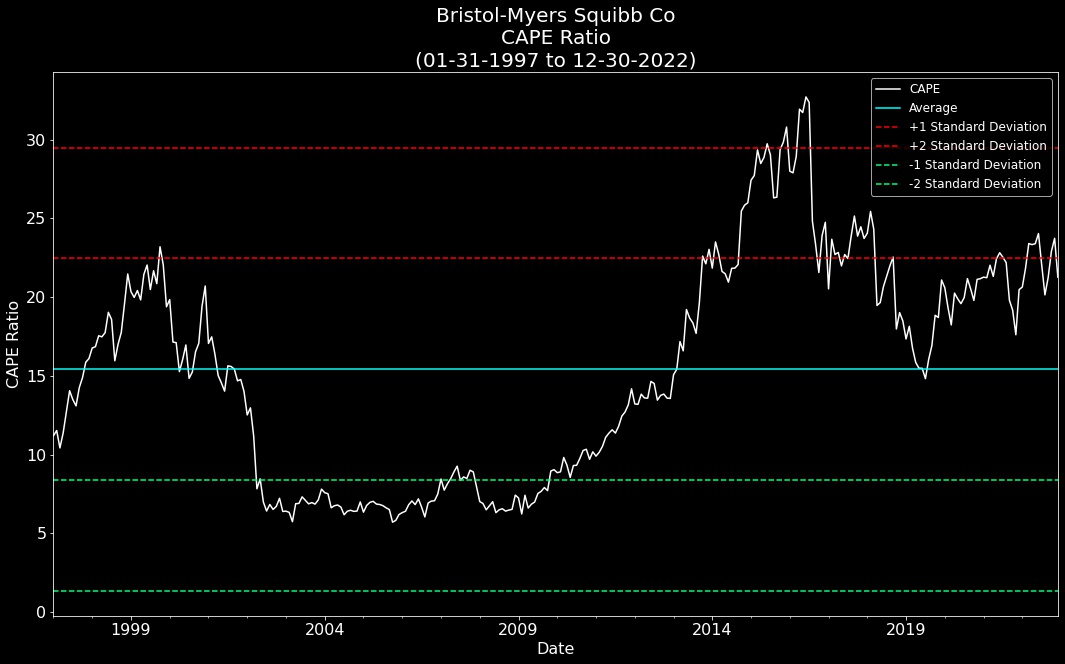 Bristol-Myers Squibb Co
CAPE Ratio
(01-31-1997 to 12-30-2022)
CAPE
Average
+1 Standard Deviation
+2 Standard Deviation
-1 Standard Deviation
-2 Standard Deviation
CAPE Ratio
30
25
20
15
10
5
0
1999
2004
2009
2014
2019
Date